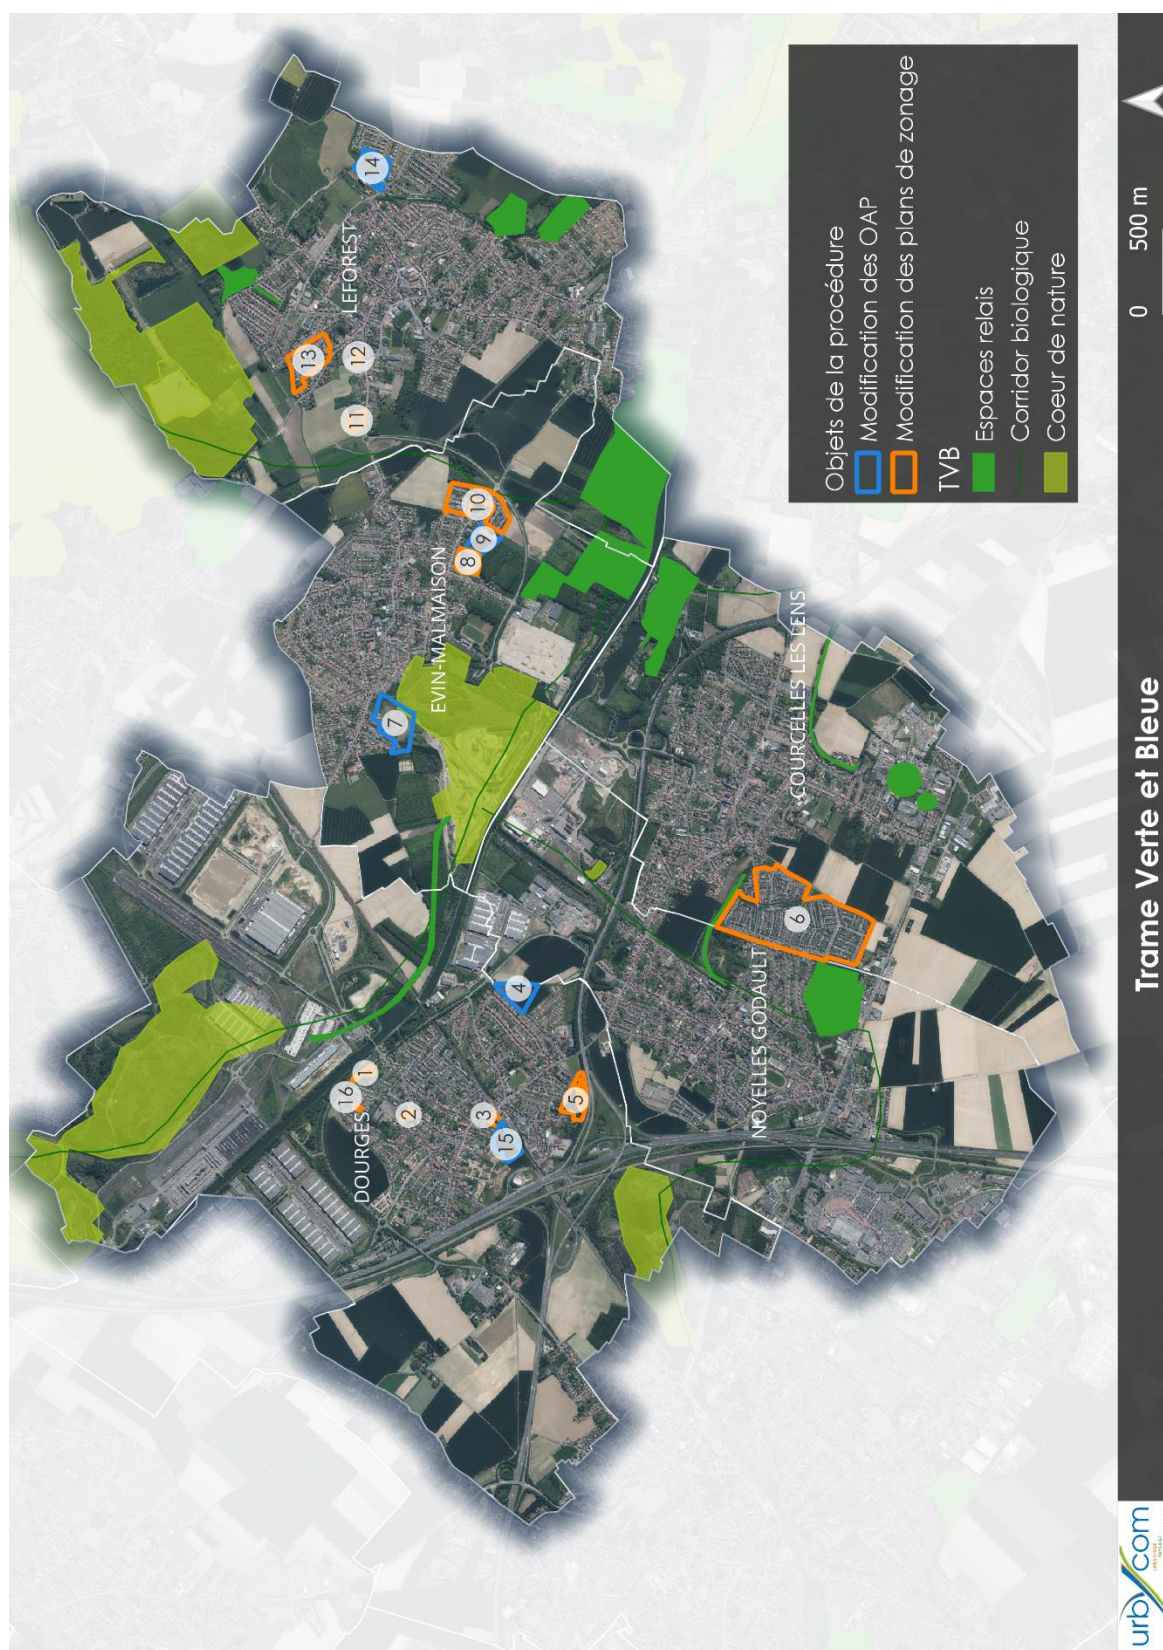 DOURGES
EVIN-MALMAISON
LEFOREST
NOYELLES GODAULT
COURCELLES LES LENS
1
2
3
4
5
6
7
8
9
10
11
12
13
14
15
16
Objets de la procédure
Modification des OAP
Modification des plans de zonage
TVB
Espaces relais
Corridor biologique
Coeur de nature
urbycom
Trame Verte et Bleue
0 500 m